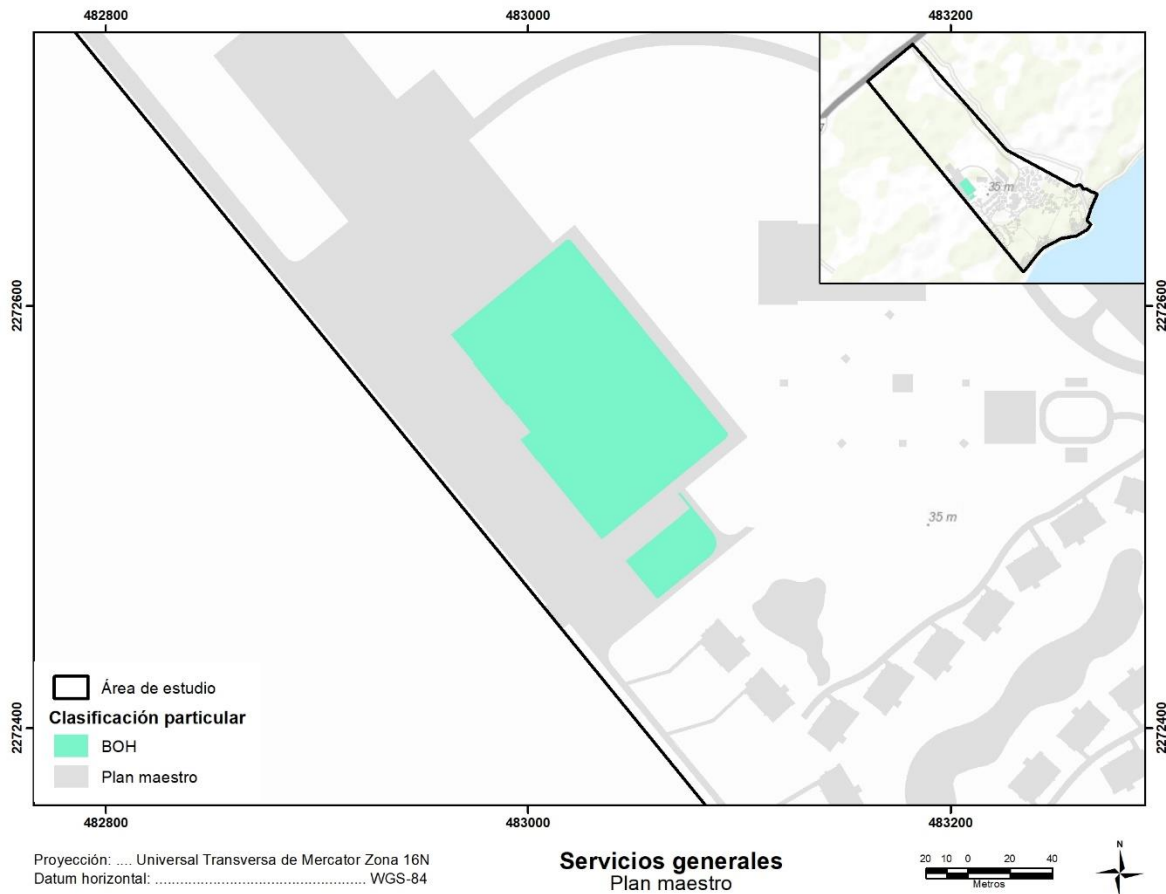 482800 483000 483200
7
35 m
2272600 2272600
35 m
Área de estudio
Clasificación particular
BOH
Plan maestro
2272400 2272400
482800 483000 483200
Proyección: .... Universal Transversa de Mercator Zona 16N
Datum horizontal: .................................................. WGS-84
Servicios generales
Plan maestro
20 10 0 20 40
Metros
N